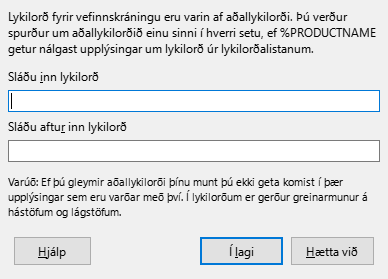 Lykilorð fyrir vefinnskráningu eru varin af aðallykilorði. Þú verður
spurður um aðallykilorðið einu sinni í hverri setu, ef %PRODUCTNAME
getur nálgast upplýsingar um lykilorð úr lykilorðalistanum.
Sláðu inn lykilorð
Sláðu aftur inn lykilorð
Varúð: Ef þú gleymir aðallykilorði þínu munt þú ekki geta komist í þær
upplýsingar sem eru varðar með því. Í lykilorðum er gerður greinarmunur á
hástöfum og lágstöfum.
Hjálp
Í lagi
Hætta við